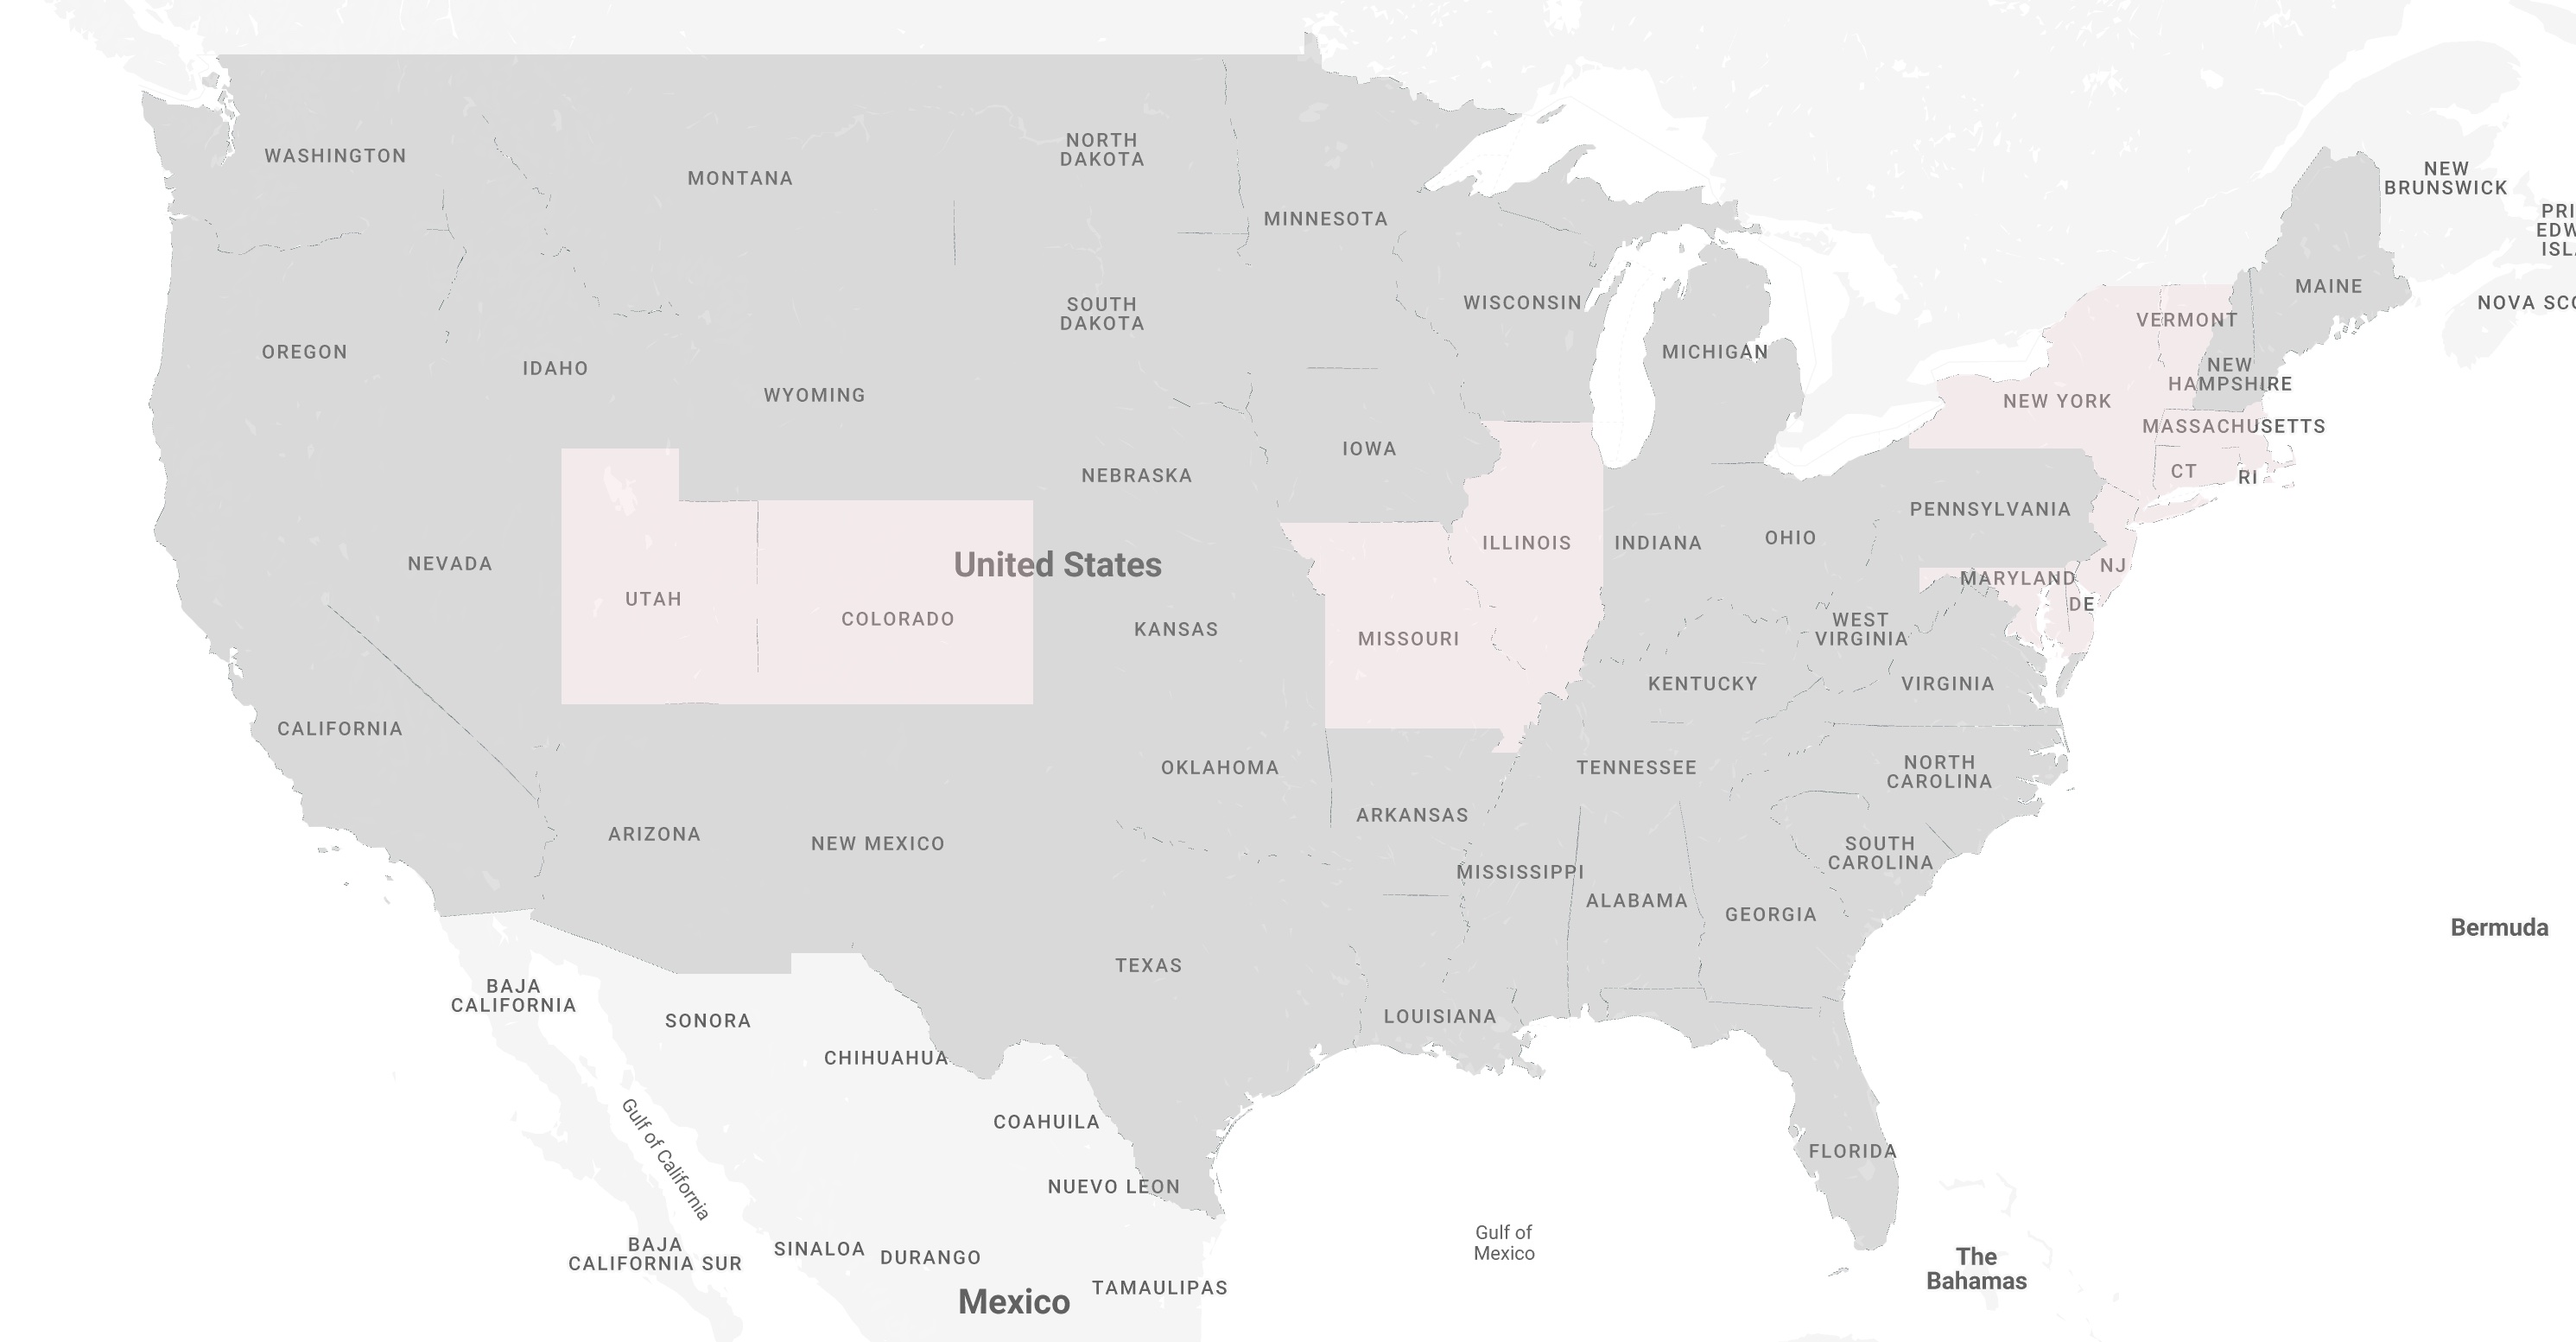 NEW
BRUNSWICK
WASHINGTON
NORTH
DAKOTA
MONTANA
MINNESOTA
PRI
EDW
ISL
MAINE
NOVA SCO
WISCONSIN
SOUTH
DAKOTA
VERMONT
OREGON
IDAHO
MICHIGAN
NEW
HAMPSHIRE
WYOMING
NEW YORK
MASSACHUSETTS
IOWA
NEBRASKA
CT
RI
PENNSYLVANIA
OHIO
ILLINOIS
INDIANA
NEVADA
United States
NJ
MARYLAND
UTAH
DE
COLORADO
KANSAS
MISSOURI
WEST
VIRGINIA
KENTUCKY
VIRGINIA
CALIFORNIA
OKLAHOMA
TENNESSEE
NORTH
CAROLINA
ARKANSAS
ARIZONA
NEW MEXICO
SOUTH
CAROLINA
MISSISSIPPI
ALABAMA
GEORGIA
Bermuda
TEXAS
BAJA
CALIFORNIA
SONORA
LOUISIANA
CHIHUAHUA
COAHUILA
Gulf of California
FLORIDA
NUEVO LEON
Gulf of
Mexico
BAJA
CALIFORNIA SUR
SINALOA
DURANGO
The
Bahamas
TAMAULIPAS
Mexico